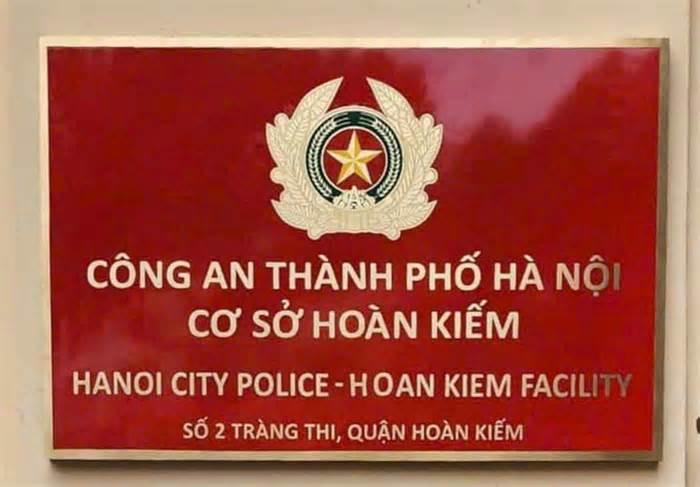 CÔNG AN THÀNH PHỐ HÀ NỘI
CƠ SỞ HOÀN KIẾM
HANOI CITY POLICE - HOAN KIEM FACILITY
SỐ 2 TRÀNG THI, QUẬN HOÀN KIẾM